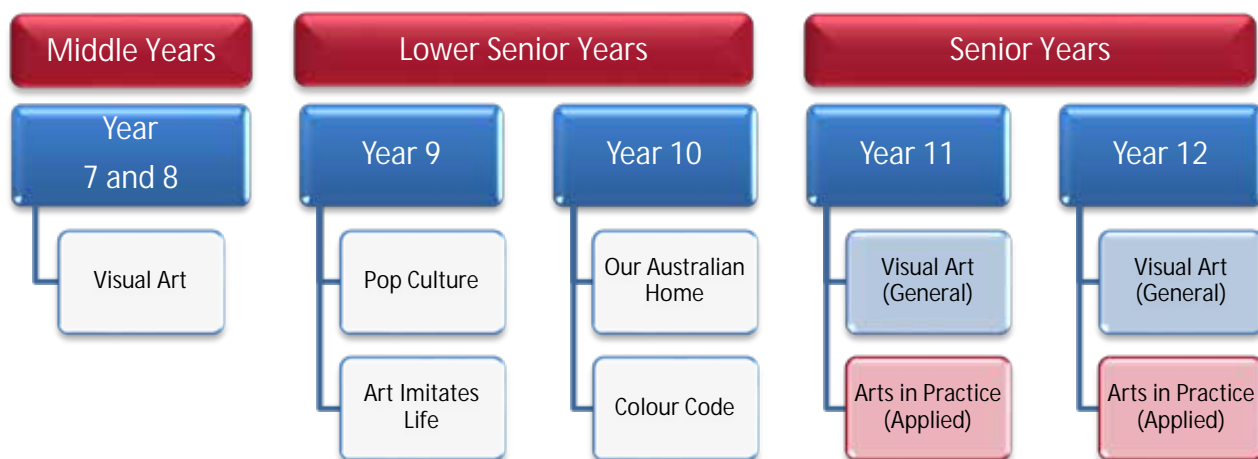 Middle Years
Lower Senior Years
Senior Years
Year
7 and 8
Year 9
Year 10
Year 11
Year 12
Visual Art
Pop Culture
Our Australian
Home
Visual Art
(General)
Visual Art
(General)
Art Imitates
Life
Colour Code
Arts in Practice
(Applied)
Arts in Practice
(Applied)